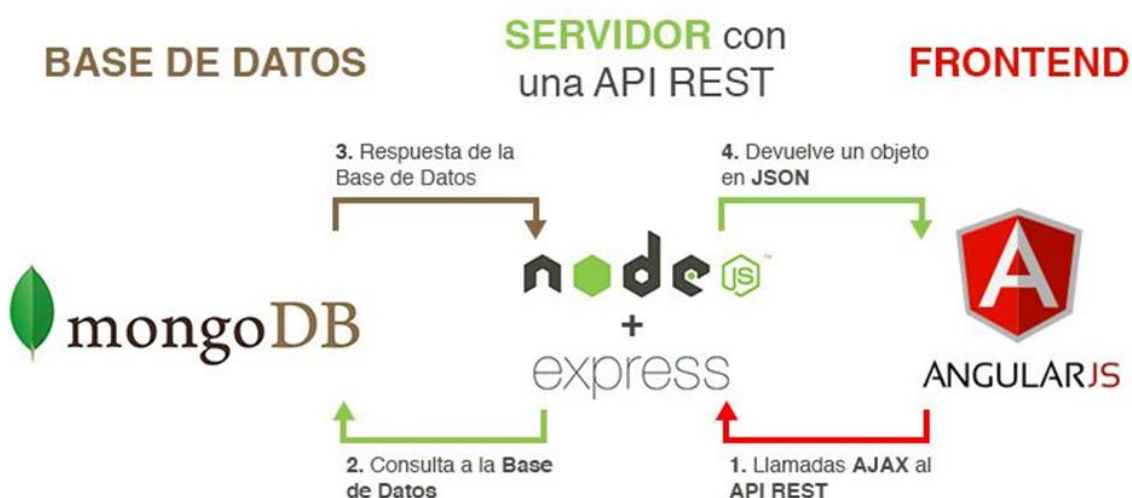 BASE DE DATOS
SERVIDOR con
una API REST
FRONTEND
3. Respuesta de la
Base de Datos
4. Devuelve un objeto
en JSON
mongoDB
node JS™
+
express
A
ANGULARJS
2. Consulta a la Base
de Datos
1. Llamadas AJAX al
API REST